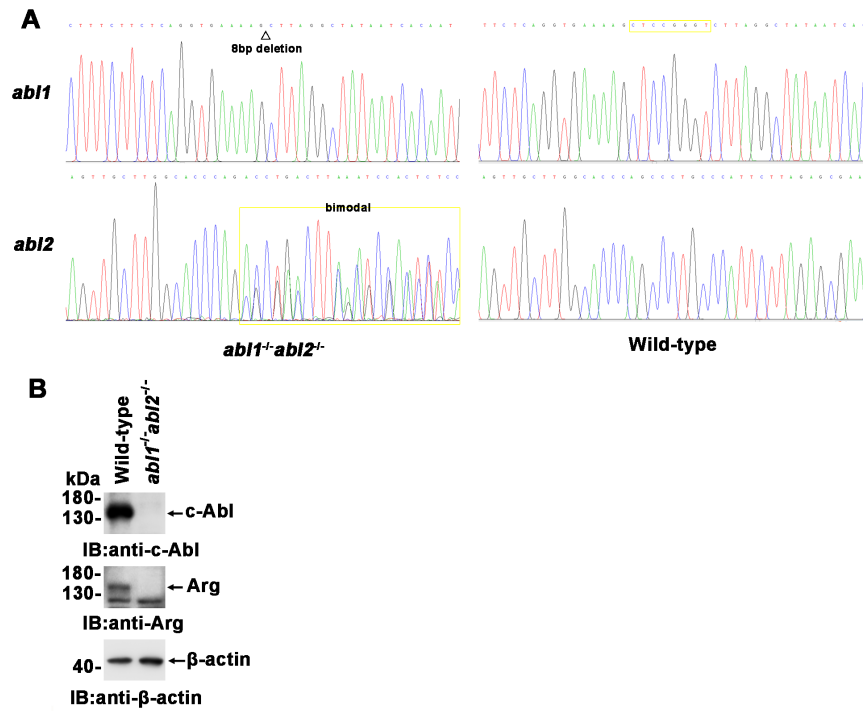 A
C T T T C T T C T C A G G T G A A A A G C T T A G G C T A T A A T C A C A A T
T T C T C A G G T G A A A A G C T C C G G G T C T T A G G C T A T A A T C A
8bp deletion
abl1
A G T T G C T T G G C A C C C A G A C C T G A C T T A A A T C C A C T C T C C
A G T T G C T T G G C A C C C A G C C C T G C C C A T T C T T A G A G C G A A
bimodal
abl2
abl1-/-abl2-/-
Wild-type
B
Wild-type
abl1-/-abl2-/-
kDa
180-
130-
c-Abl
IB:anti-c-Abl
180-
130-
Arg
IB:anti-Arg
40-
β-actin
IB:anti-β-actin